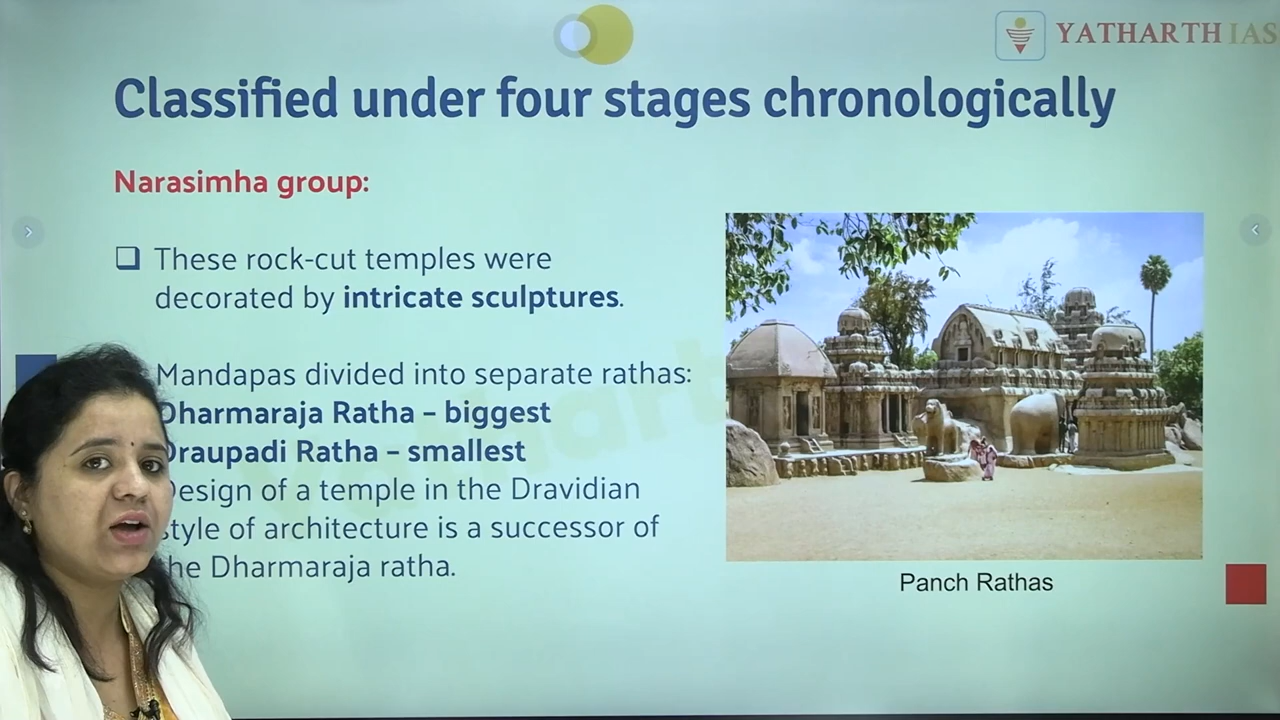 YATHARTH IAS
Classified under four stages chronologically
Narasimha group:
These rock-cut temples were
decorated by intricate sculptures.
Mandapas divided into separate rathas:
Dharmaraja Ratha – biggest
Draupadi Ratha – smallest
Design of a temple in the Dravidian
style of architecture is a successor of
the Dharmaraja ratha.
Panch Rathas